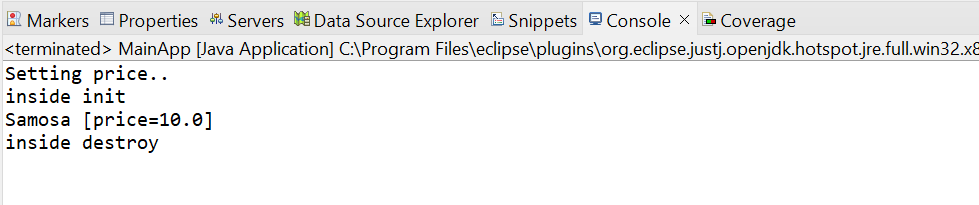 Markers Properties Servers Data Source Explorer Snippets Console Coverage
<terminated> MainApp [Java Application] C:\Program Files\eclipse\plugins\org.eclipse.justj.openjdk.hotspot.jre.full.win32.x8
Setting price..
inside init
Samosa [price=10.0]
inside destroy